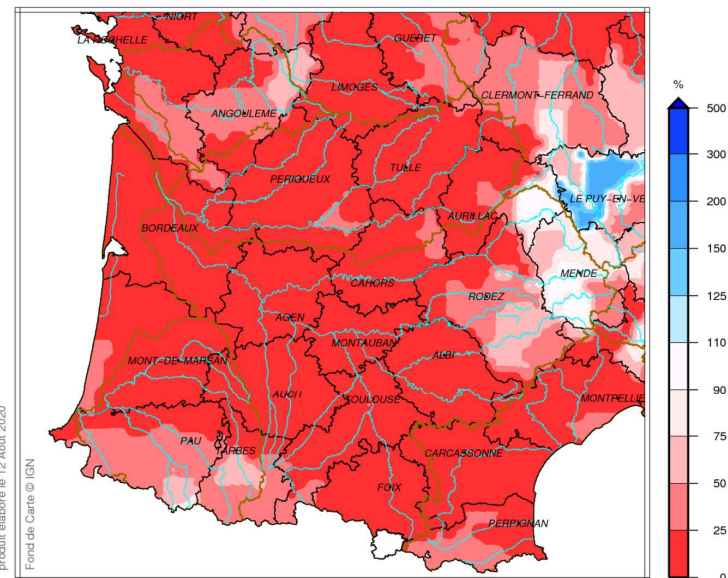 NIORT
LA ROCHELLE
GUERET
LIMOGES
CLERMONT-FERRAND
ANGOULEME
PERIGUEUX
TULLE
LE PUY-EN-VE
AURILLAC
BORDEAUX
MENDE
CAHORS
RODEZ
AGEN
MONTAUBAN
ALBI
MONT-DE-MARSAN
AUCH
TOULOUSE
MONTPELLIE
PAU
TARBES
CARCASSONNE
FOIX
PERPIGNAN
produit élaboré le 12 Août 2020
Fond de Carte © IGN
%
500
300
200
150
125
110
90
75
50
25
0